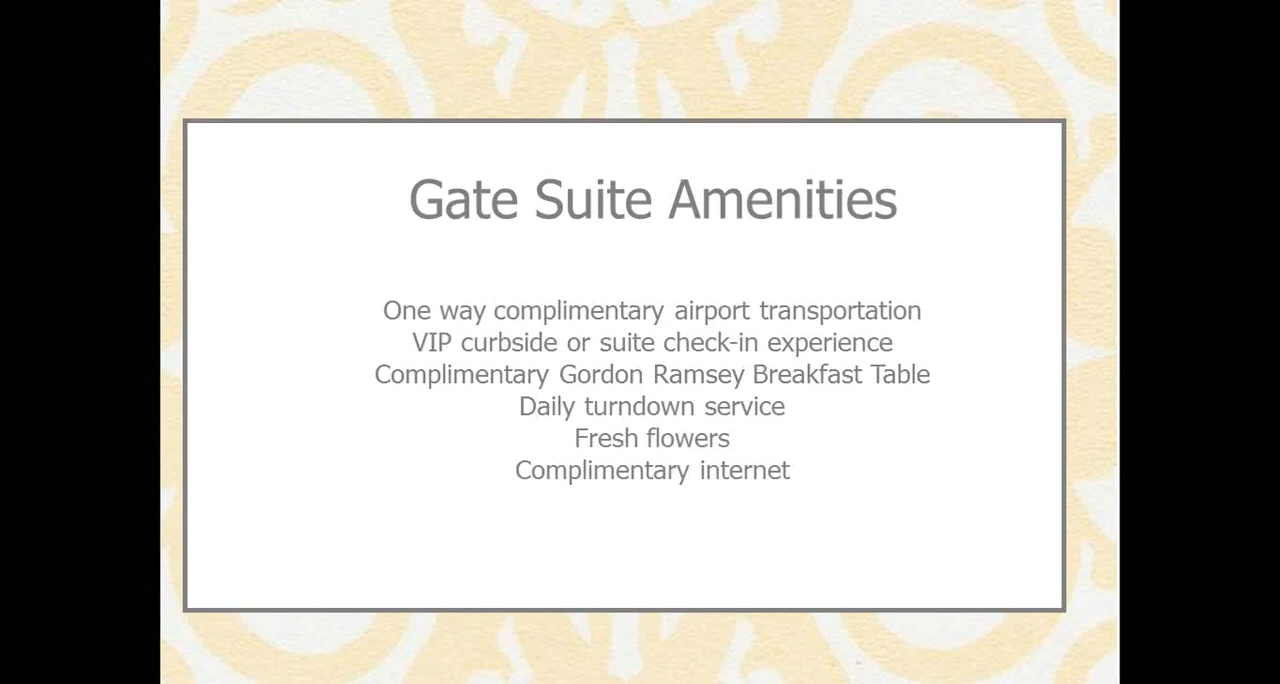 Gate Suite Amenities
One way complimentary airport transportation
VIP curbside or suite check-in experience
Complimentary Gordon Ramsey Breakfast Table
Daily turndown service
Fresh flowers
Complimentary internet